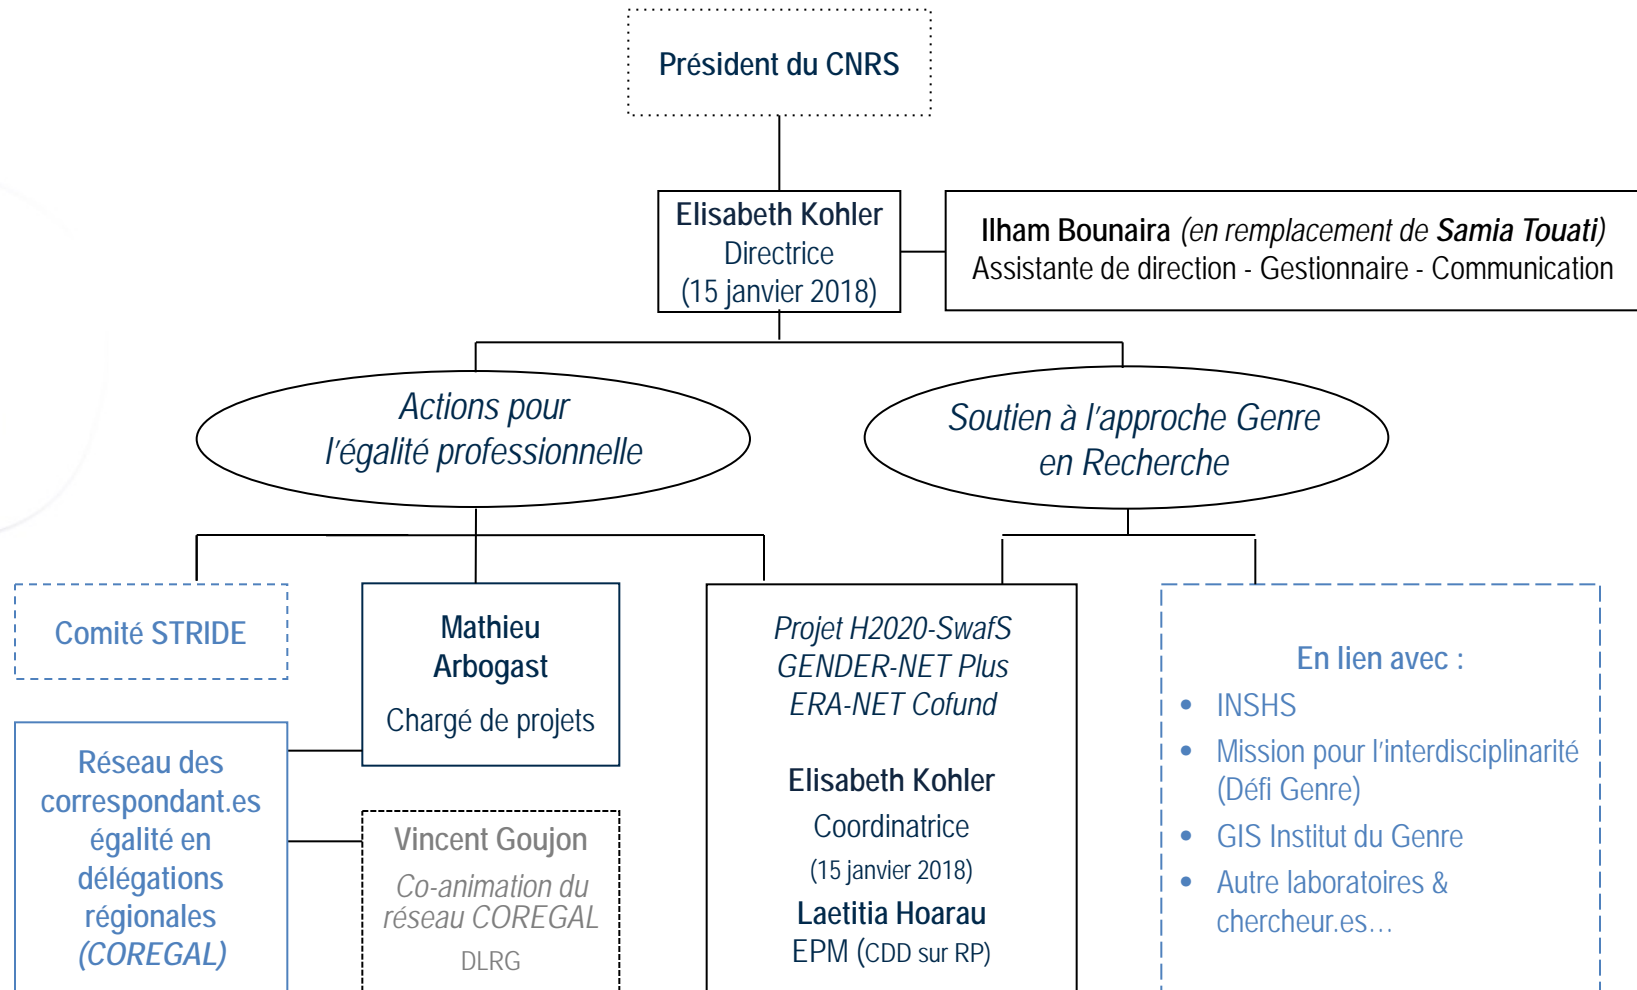 Président du CNRS
Elisabeth Kohler
Directrice
(15 janvier 2018)
Ilham Bounaira (en remplacement de Samia Touati)
Assistante de direction - Gestionnaire - Communication
Actions pour
l'égalité professionnelle
Soutien à l'approche Genre
en Recherche
Comité STRIDE
Mathieu
Arbogast
Chargé de projets
Réseau des
correspondant.es
égalité en
délégations
régionales
(COREGAL)
Vincent Goujon
Co-animation du
réseau COREGAL
DLRG
Projet H2020-SwafS
GENDER-NET Plus
ERA-NET Cofund
Elisabeth Kohler
Coordinatrice
(15 janvier 2018)
Laetitia Hoarau
EPM (CDD sur RP)
En lien avec :
• INSHS
• Mission pour l'interdisciplinarité
(Défi Genre)
• GIS Institut du Genre
• Autre laboratoires &
chercheur.es…